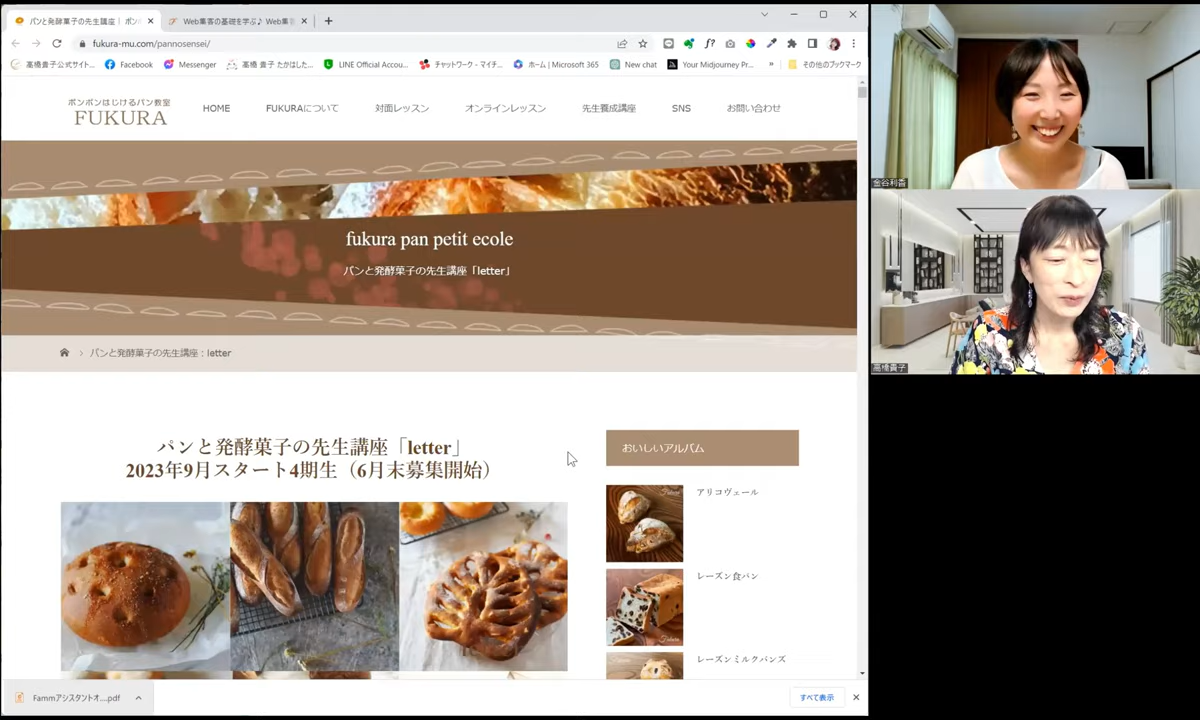 パンと発酵菓子の先生講座｜ ポンポ
Web集客の基礎を学ぶ♪ Web集客
fukura-mu.com/pannosensei/
高橋貴子公式サイト...
Facebook
Messenger
高橋 貴子 たかはした...
LINE Official Accou...
チャットワーク - マイチ...
ホーム | Microsoft 365
New chat
Your Midjourney Pr...
»
その他のブックマーク
ポンポンはじけるパン教室
FUKURA
HOME
FUKURAについて
対面レッスン
オンラインレッスン
先生養成講座
SNS
お問い合わせ
fukura pan petit ecole
パンと発酵菓子の先生講座「letter」
パンと発酵菓子の先生講座：letter
パンと発酵菓子の先生講座「letter」
2023年9月スタート4期生（6月末募集開始）
おいしいアルバム
アリコヴェール
レーズン食パン
レーズンミルクバンズ
Fammアシスタントオ....pdf
すべて表示
金谷利香
高橋貴子